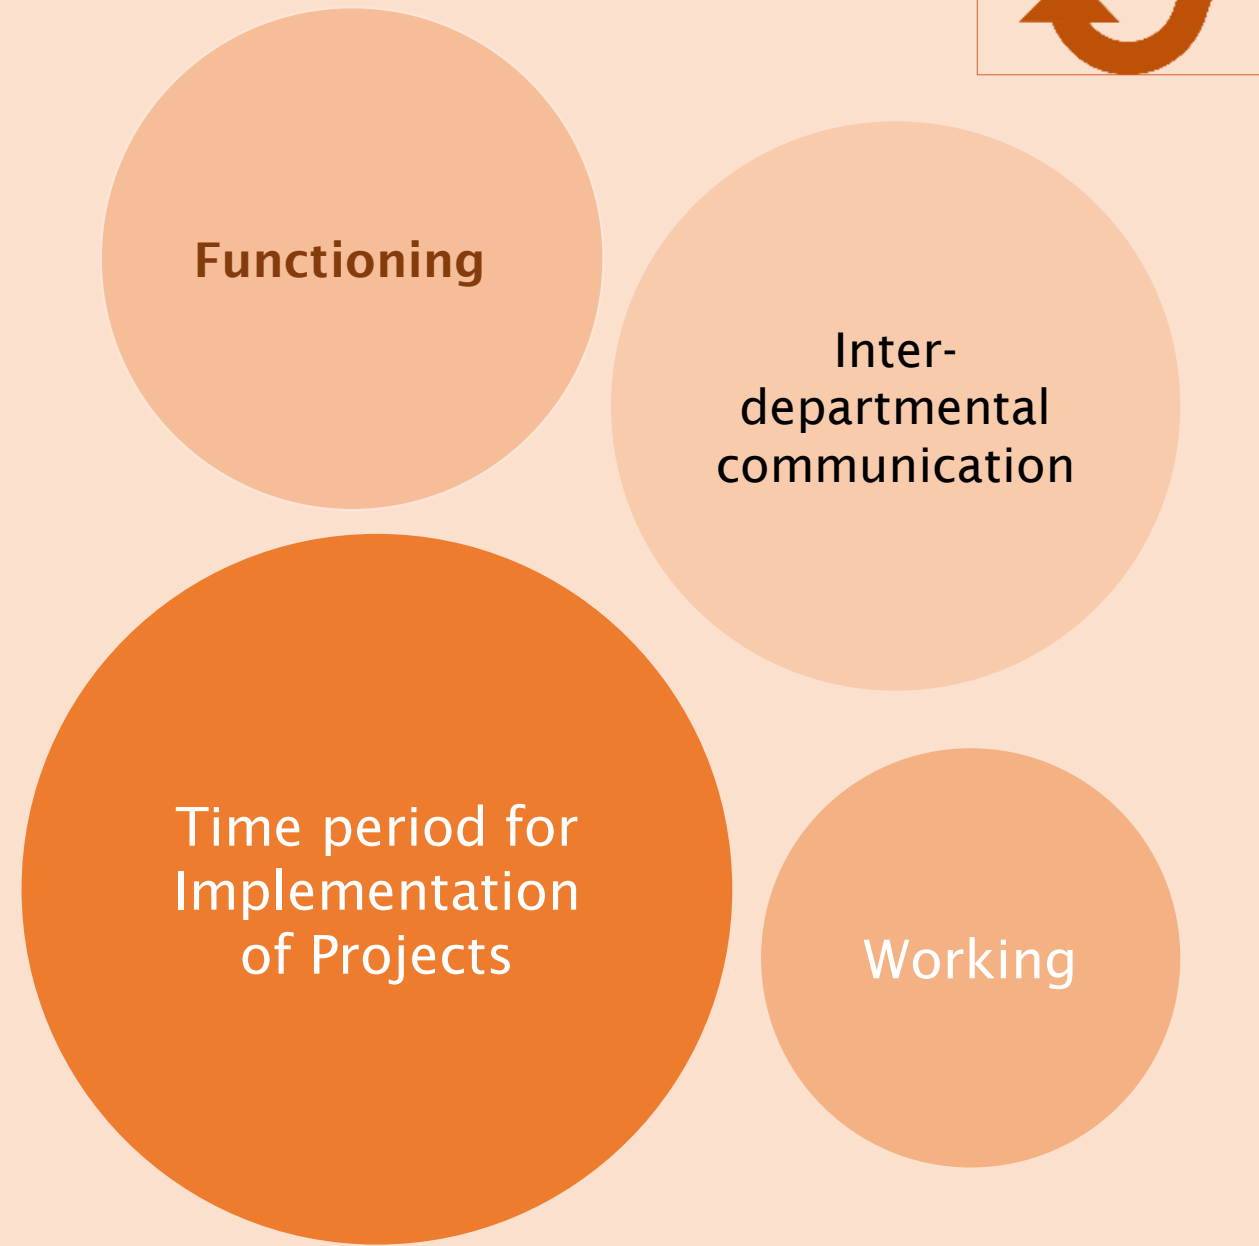 Functioning
Inter-
departmental
communication
Time period for
Implementation
of Projects
Working